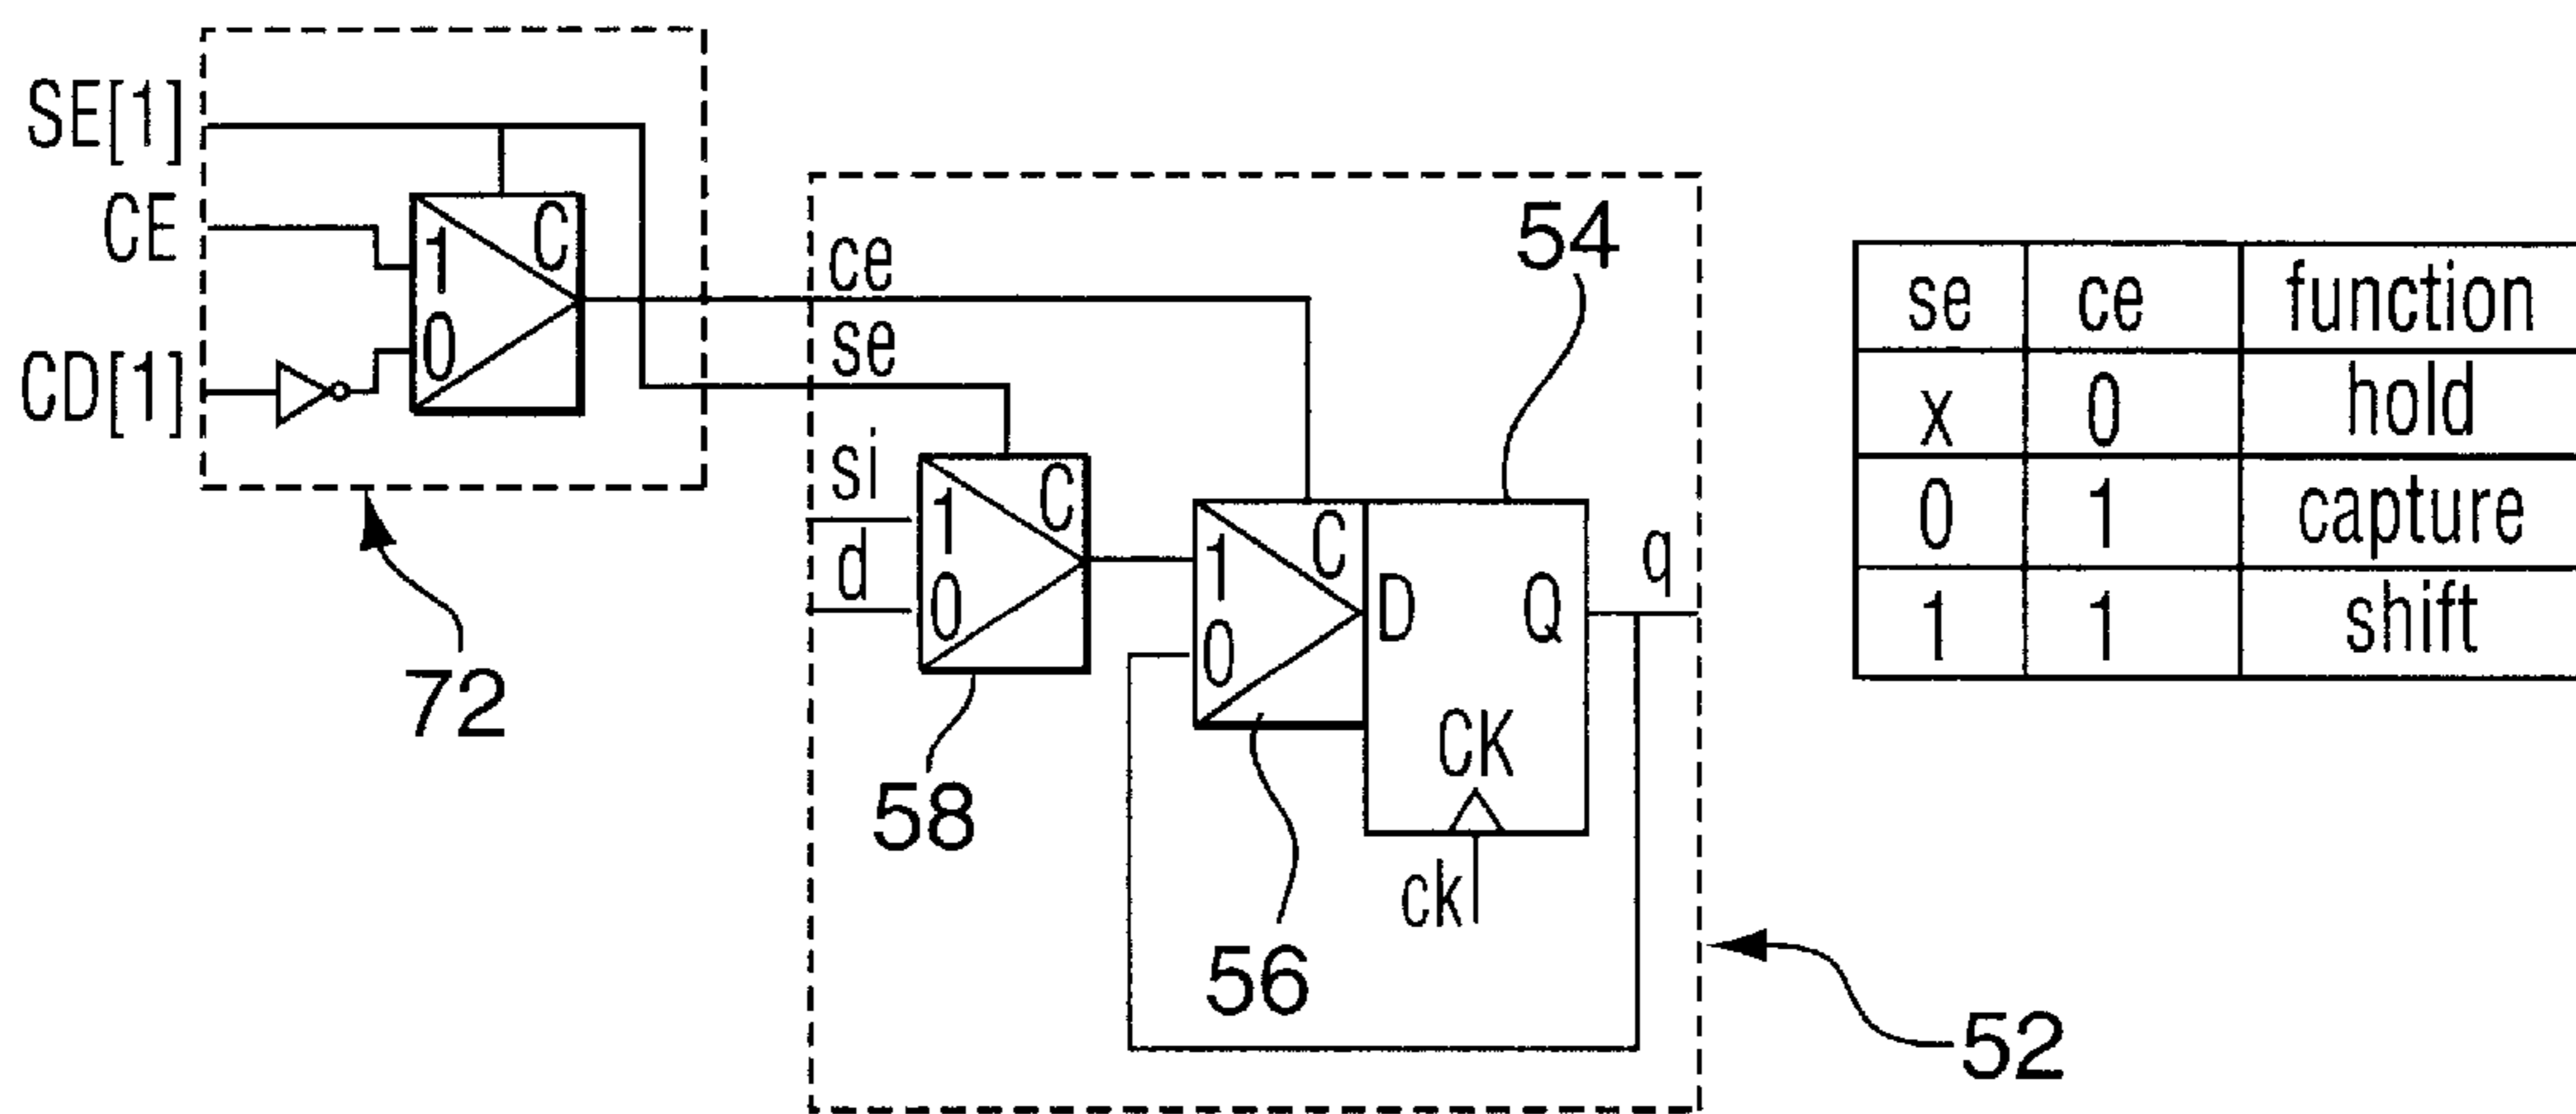 SE[1]
CE
CD[1]
1
0
C
72
ce
se
si
d
1
0
C
58
1
0
C
56
54
D
Q
CK
ck
q
52
se ce function
x 0 hold
0 1 capture
1 1 shift